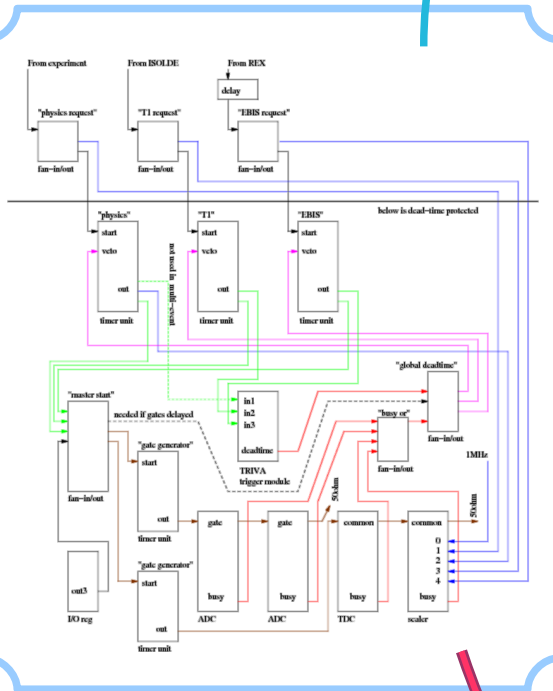 From experiment
From ISOLDE
From REX
delay
"physics request"
"T1 request"
"EBIS request"
fan-in/out
fan-in/out
fan-in/out
below is dead-time protected
"physics"
"T1"
"EBIS"
start
start
start
veto
veto
veto
not used in multi-event
out
out
out
timer unit
timer unit
timer unit
"global deadtime"
"master start"
needed if gates delayed
in1
in2
in3
"busy or"
deadtime
fan-in/out
"gate generator"
start
TRIVA
trigger module
fan-in/out
1MHz
fan-in/out
50ohm
50ohm
out
timer unit
gate
gate
common
common
0
1
2
3
4
"gate generator"
start
out3
I/O reg
busy
busy
busy
busy
ADC
ADC
TDC
scaler
out
timer unit